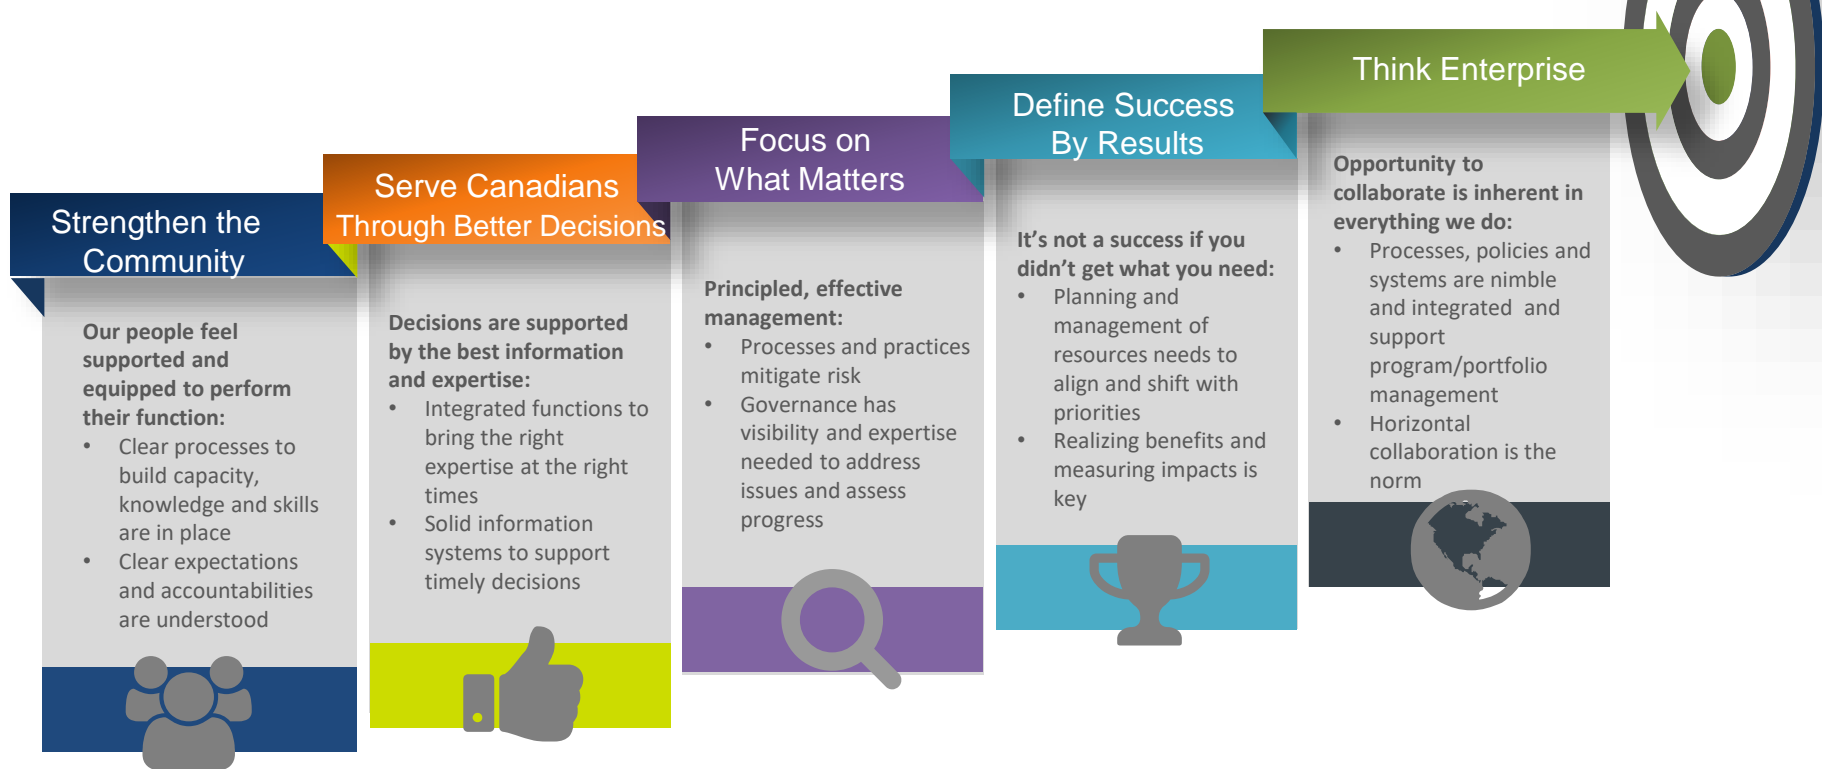 Strengthen the
Community
Our people feel
supported and
equipped to perform
their function:
• Clear processes to
build capacity,
knowledge and skills
are in place
• Clear expectations
and accountabilities
are understood
Serve Canadians
Through Better Decisions
Decisions are supported
by the best information
and expertise:
• Integrated functions to
bring the right
expertise at the right
times
• Solid information
systems to support
timely decisions
Focus on
What Matters
Principled, effective
management:
• Processes and practices
mitigate risk
• Governance has
visibility and expertise
needed to address
issues and assess
progress
Define Success
By Results
It’s not a success if you
didn’t get what you need:
• Planning and
management of
resources needs to
align and shift with
priorities
• Realizing benefits and
measuring impacts is
key
Think Enterprise
Opportunity to
collaborate is inherent in
everything we do:
• Processes, policies and
systems are nimble
and integrated and
support
program/portfolio
management
• Horizontal
collaboration is the
norm